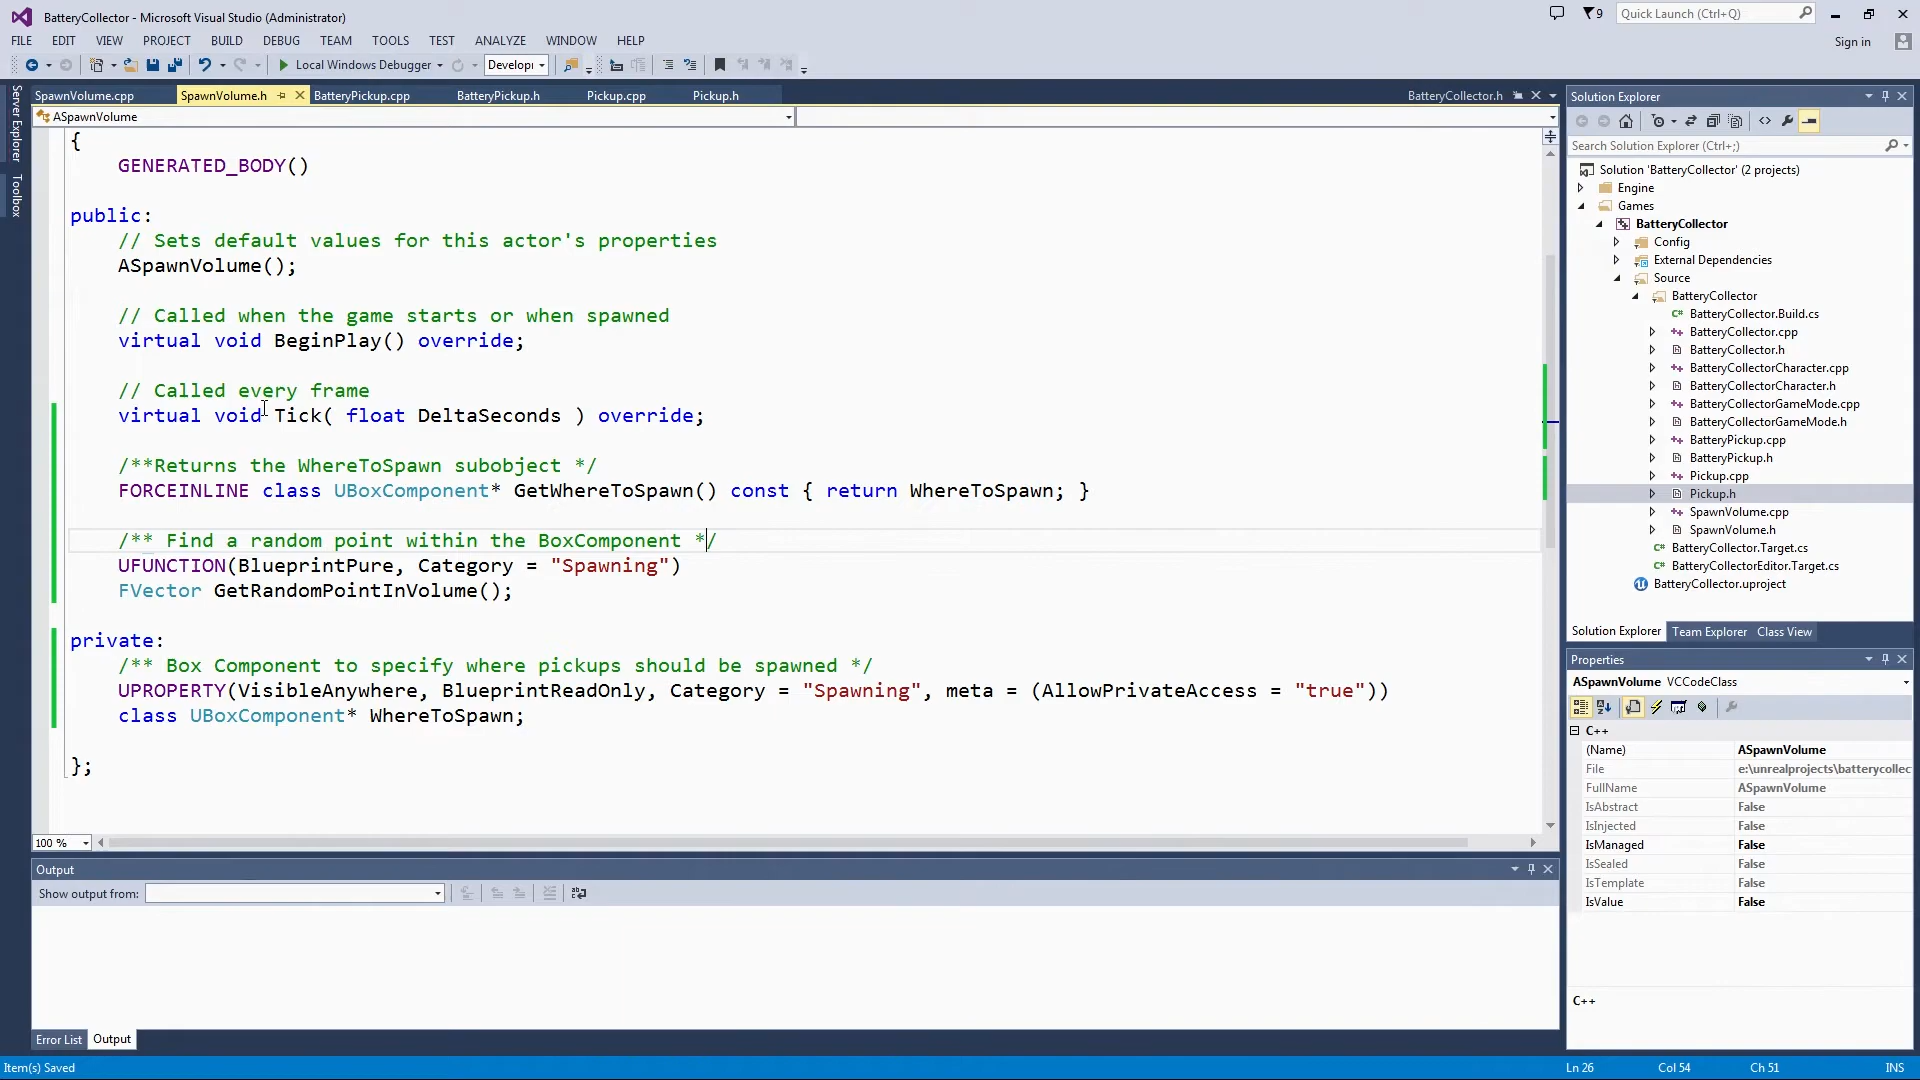 BatteryCollector - Microsoft Visual Studio (Administrator)
9
Quick Launch (Ctrl+Q)
FILE EDIT VIEW PROJECT BUILD DEBUG TEAM TOOLS TEST ANALYZE WINDOW HELP
Sign in
Local Windows Debugger
Develop
Server Explorer
Toolbox
SpawnVolume.cpp SpawnVolume.h BatteryPickup.cpp BatteryPickup.h Pickup.cpp Pickup.h BatteryCollector.h
ASpawnVolume
{
GENERATED_BODY()
public:
// Sets default values for this actor's properties
ASpawnVolume();
// Called when the game starts or when spawned
virtual void BeginPlay() override;
// Called every frame
virtual void Tick( float DeltaSeconds ) override;
/**Returns the WhereToSpawn subobject */
FORCEINLINE class UBoxComponent* GetWhereToSpawn() const { return WhereToSpawn; }
/** Find a random point within the BoxComponent */
UFUNCTION(BlueprintPure, Category = "Spawning")
FVector GetRandomPointInVolume();
private:
/** Box Component to specify where pickups should be spawned */
UPROPERTY(VisibleAnywhere, BlueprintReadOnly, Category = "Spawning", meta = (AllowPrivateAccess = "true"))
class UBoxComponent* WhereToSpawn;
};
100 %
Output
Show output from:
Error List Output
Solution Explorer
Search Solution Explorer (Ctrl+;)
Solution 'BatteryCollector' (2 projects)
Engine
Games
BatteryCollector
Config
External Dependencies
Source
BatteryCollector
BatteryCollector.Build.cs
BatteryCollector.cpp
BatteryCollector.h
BatteryCollectorCharacter.cpp
BatteryCollectorCharacter.h
BatteryCollectorGameMode.cpp
BatteryCollectorGameMode.h
BatteryPickup.cpp
BatteryPickup.h
Pickup.cpp
Pickup.h
SpawnVolume.cpp
SpawnVolume.h
BatteryCollector.Target.cs
BatteryCollectorEditor.Target.cs
BatteryCollector.uproject
Solution Explorer Team Explorer Class View
Properties
ASpawnVolume VCCodeClass
C++
(Name) ASpawnVolume
File e:\unrealprojects\batterycollec
FullName ASpawnVolume
IsAbstract False
IsInjected False
IsManaged False
IsSealed False
IsTemplate False
IsValue False
C++
Item(s) Saved
Ln 26 Col 54 Ch 51 INS